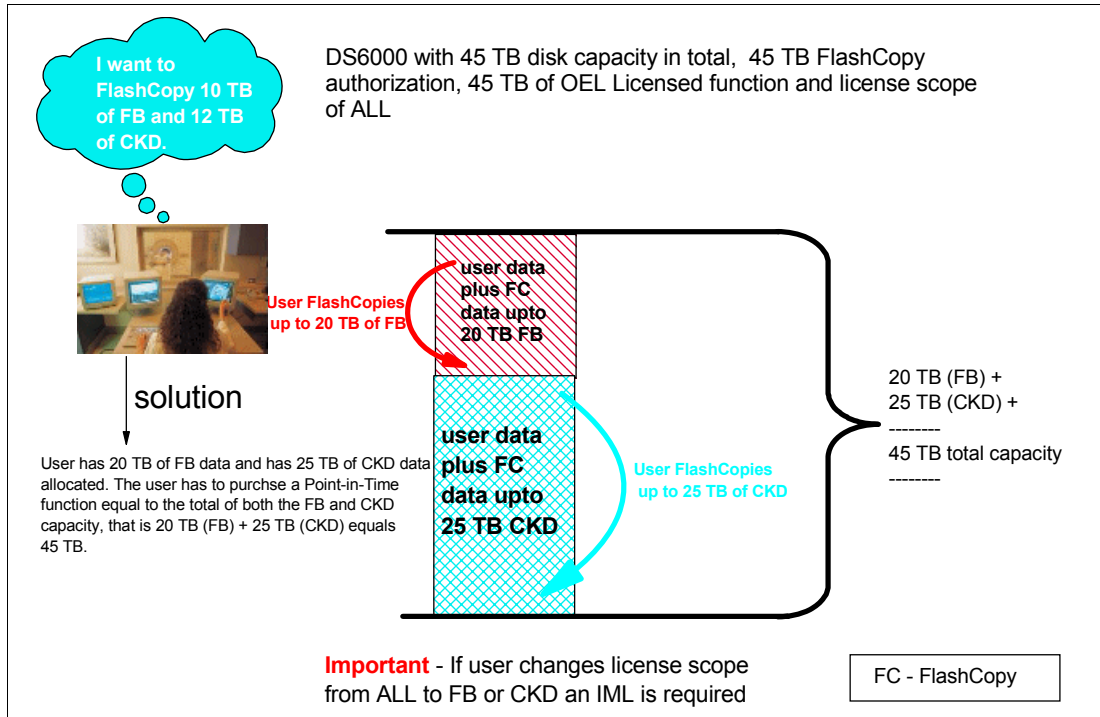 I want to
FlashCopy 10 TB
of FB and 12 TB
of CKD.
DS6000 with 45 TB disk capacity in total,  45 TB FlashCopy
authorization, 45 TB of OEL Licensed function and license scope
of ALL
user data
plus FC
data upto
20 TB FB
User FlashCopies
up to 20 TB of FB
solution
User has 20 TB of FB data and has 25 TB of CKD data
allocated. The user has to purchse a Point-in-Time
function equal to the total of both the FB and CKD
capacity, that is 20 TB (FB) + 25 TB (CKD) equals
45 TB.
user data
plus FC
data upto
25 TB CKD
User FlashCopies
up to 25 TB of CKD
20 TB (FB) +
25 TB (CKD) +
--------
45 TB total capacity
--------
Important - If user changes license scope
from ALL to FB or CKD an IML is required
FC - FlashCopy